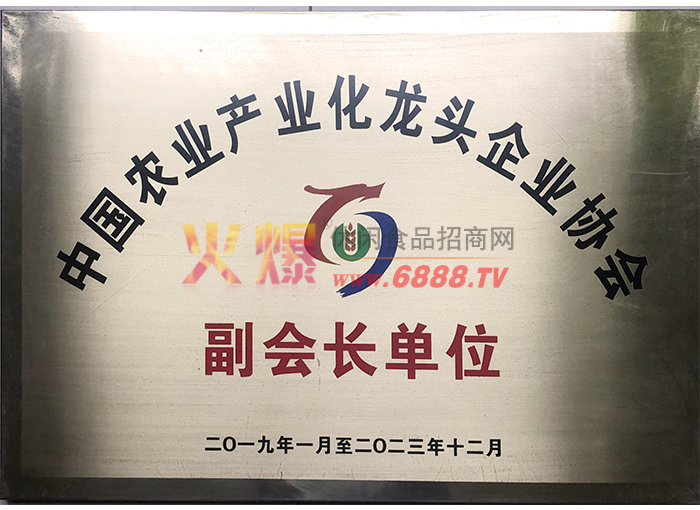 中国农业产业化龙头企业协会
火爆 休闲食品招商网
www.6888.TV
副会长单位
二〇一九年一月至二〇二三年十二月